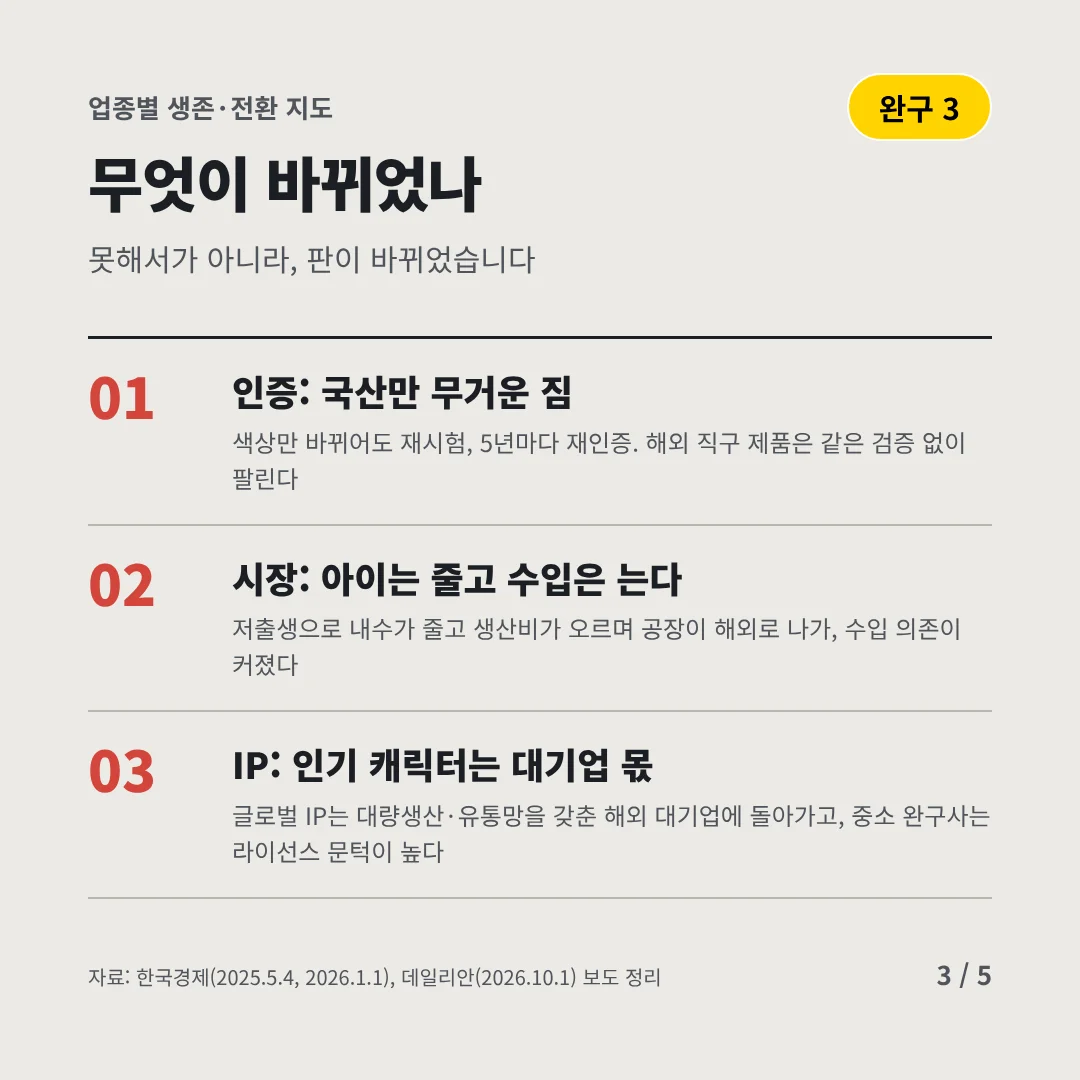 업종별 생존·전환 지도
완구 3
무엇이 바뀌었나
못해서가 아니라, 판이 바뀌었습니다
01
인증: 국산만 무거운 짐
색상만 바뀌어도 재시험, 5년마다 재인증. 해외 직구 제품은 같은 검증 없이
팔린다
02
시장: 아이는 줄고 수입은 는다
저출생으로 내수가 줄고 생산비가 오르며 공장이 해외로 나가, 수입 의존이
커졌다
03
IP: 인기 캐릭터는 대기업 몫
글로벌 IP는 대량생산·유통망을 갖춘 해외 대기업에 돌아가고, 중소 완구사는
라이선스 문턱이 높다
자료: 한국경제(2025.5.4, 2026.1.1), 데일리안(2026.10.1) 보도 정리
3 / 5